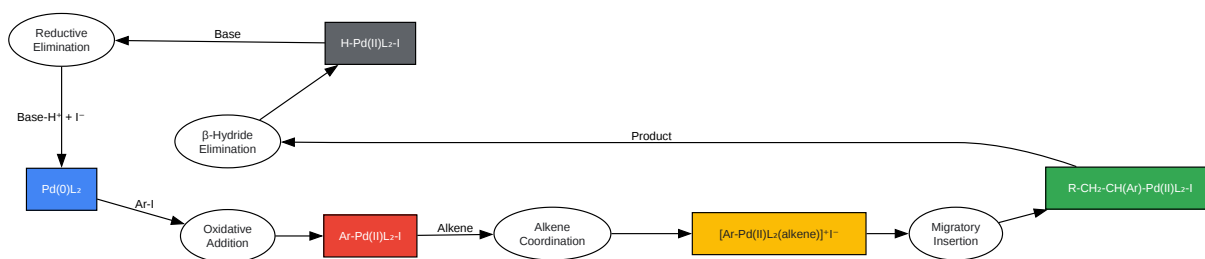 Reductive
Elimination
Base
H-Pd(II)L₂-I
Base-H⁺ + I⁻
β-Hydride
Elimination
Product
Pd(0)L₂
Ar-I
Oxidative
Addition
Ar-Pd(II)L₂-I
Alkene
Alkene
Coordination
[Ar-Pd(II)L₂(alkene)]⁺I⁻
Migratory
Insertion
R-CH₂-CH(Ar)-Pd(II)L₂-I